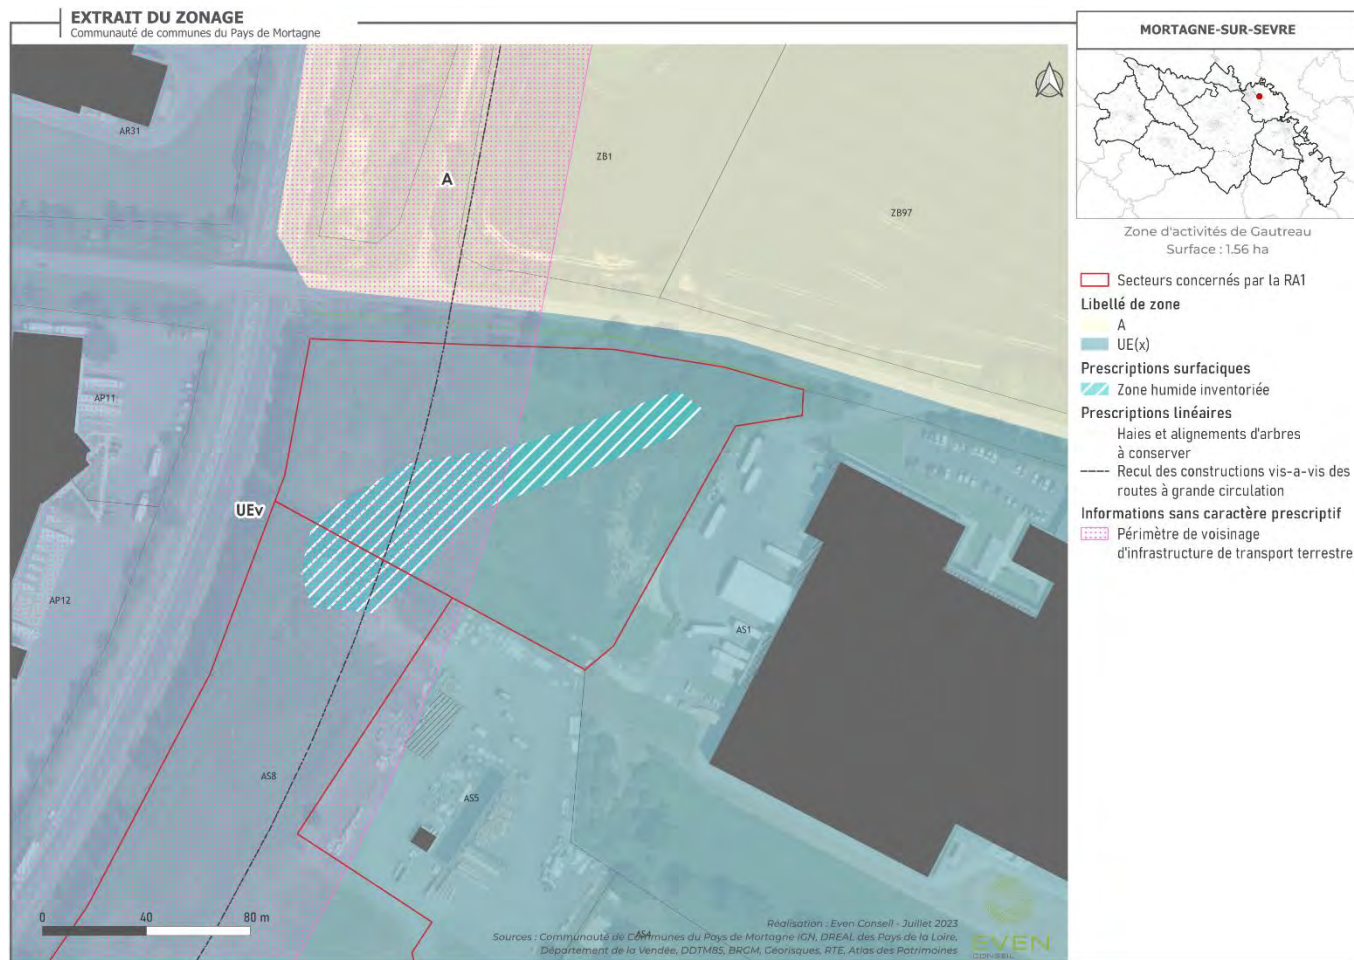 EXTRAIT DU ZONAGE
Communauté de communes du Pays de Mortagne
MORTAGNE-SUR-SEVRE
Zone d'activités de Gautreau
Surface : 1.56 ha
Secteurs concernés par la RA1
Libellé de zone
A
UE(x)
Prescriptions surfaciques
Zone humide inventoriée
Prescriptions linéaires
Haies et alignements d'arbres
à conserver
Recul des constructions vis-a-vis des
routes à grande circulation
Informations sans caractère prescriptif
Périmètre de voisinage
d'infrastructure de transport terrestre
AR31
A
ZB1
ZB97
AP11
UEv
AP12
AS1
AS8
AS5
AS4
0 40 80 m
Réalisation : Even Conseil - Juillet 2023
Sources : Communauté de Communes du Pays de Mortagne IGN, DREAL des Pays de la Loire,
Département de la Vendée, DDTM85, BRGM, Géorisques, RTE, Atlas des Patrimoines
EVEN
CONSEIL